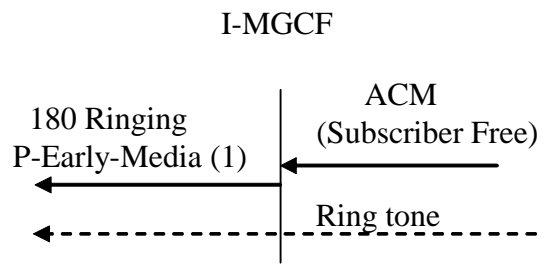 I-MGCF
180 Ringing
P-Early-Media (1)
ACM
(Subscriber Free)
Ring tone